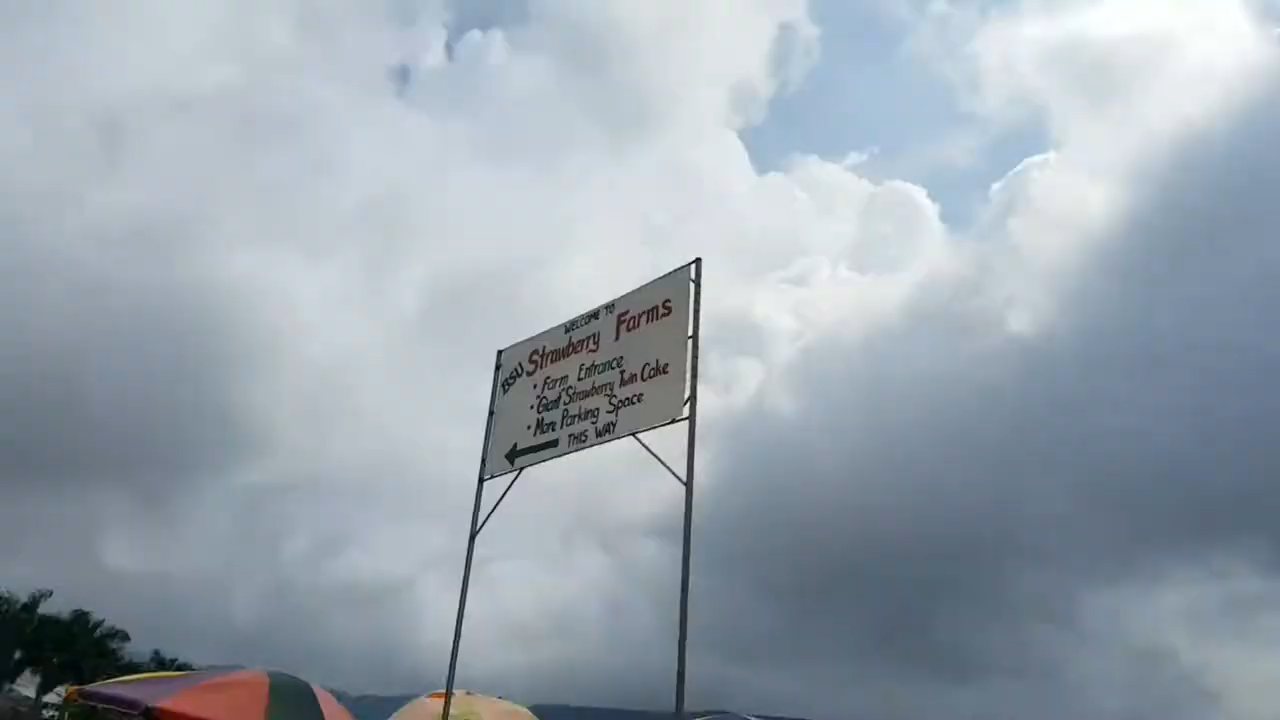 WELCOME TO
BSU Strawberry Farms
• Farm Entrance
• Giant Strawberry Twin Cake
• More Parking Space
THIS WAY